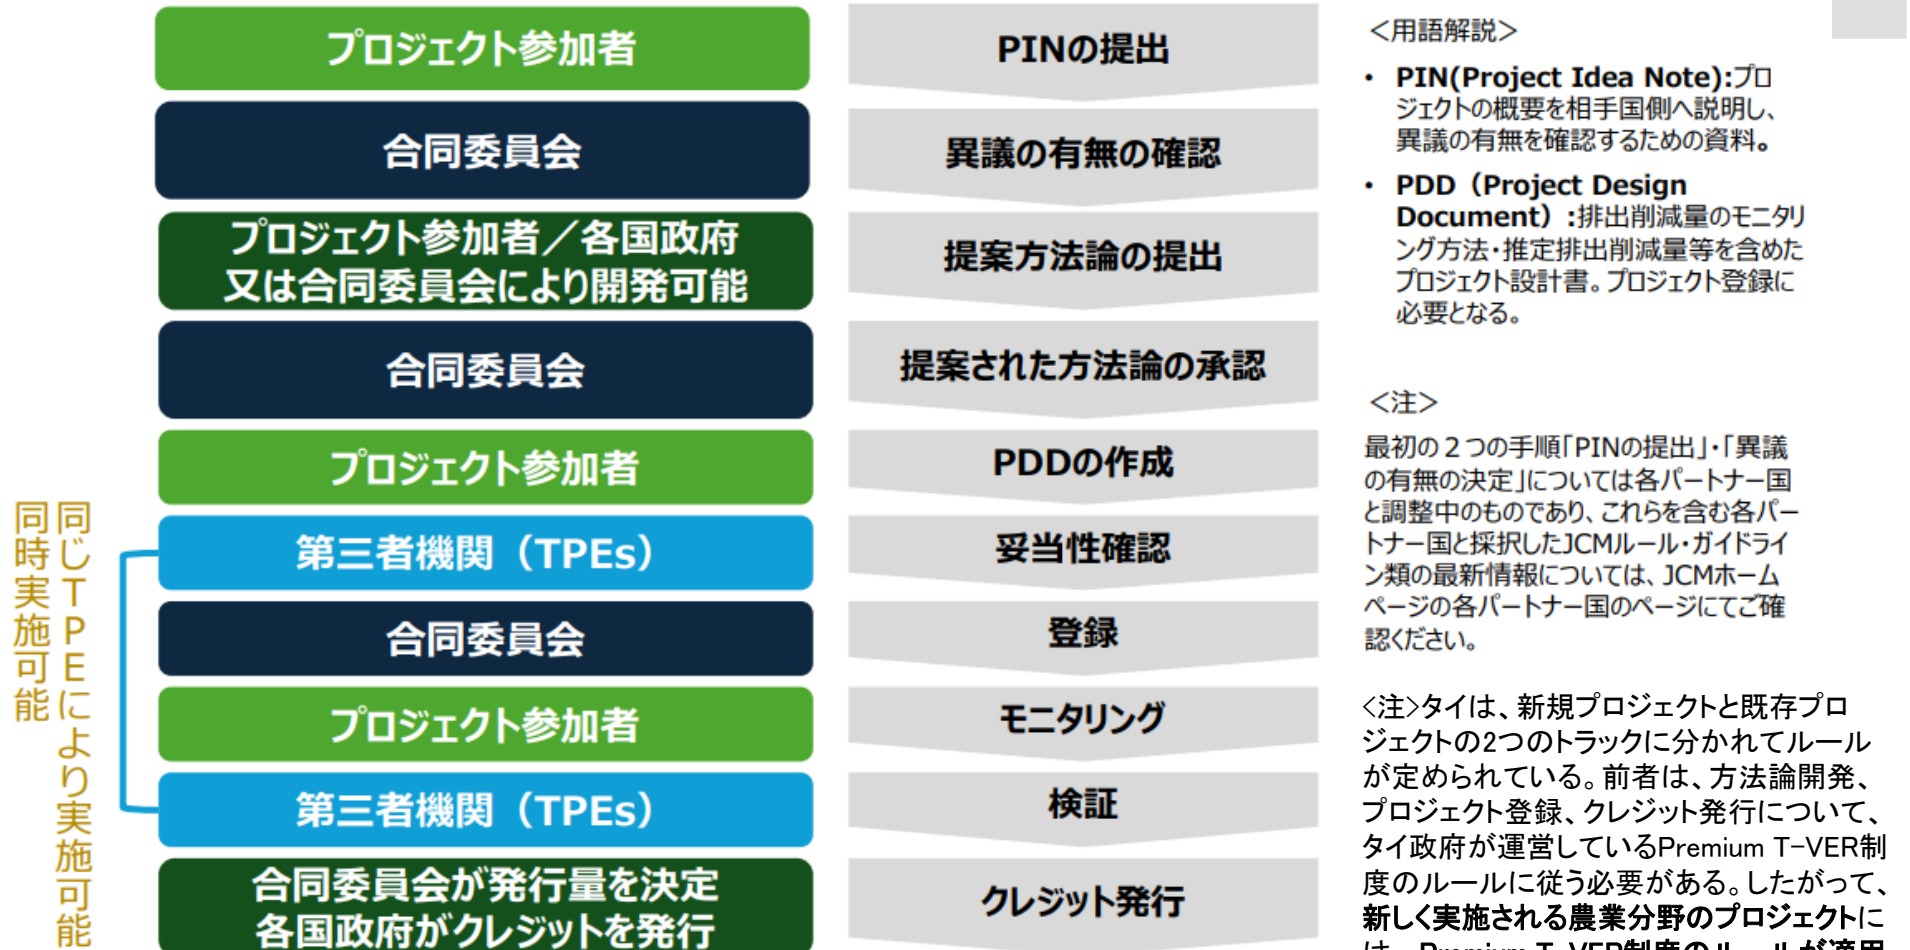 プロジェクト参加者
PINの提出
合同委員会
異議の有無の確認
プロジェクト参加者／各国政府
又は合同委員会により開発可能
提案方法論の提出
合同委員会
提案された方法論の承認
プロジェクト参加者
PDDの作成
第三者機関（TPEs）
妥当性確認
合同委員会
登録
プロジェクト参加者
モニタリング
第三者機関（TPEs）
検証
合同委員会が発行量を決定
各国政府がクレジットを発行
クレジット発行
同じTPEにより実施可能
同時実施可能
＜用語解説＞
• PIN(Project Idea Note):プロ
ジェクトの概要を相手国側へ説明し、
異議の有無を確認するための資料。
• PDD（Project Design
Document）:排出削減量のモニタリ
ング方法・推定排出削減量等を含めた
プロジェクト設計書。プロジェクト登録に
必要となる。
＜注＞
最初の２つの手順「PINの提出」・「異議
の有無の決定」については各パートナー国
と調整中のものであり、これらを含む各パー
トナー国と採択したJCMルール・ガイドライ
ン類の最新情報については、JCMホーム
ページの各パートナー国のページにてご確
認ください。
<注>タイは、新規プロジェクトと既存プロ
ジェクトの2つのトラックに分かれてルール
が定められている。前者は、方法論開発、
プロジェクト登録、クレジット発行について、
タイ政府が運営しているPremium T-VER制
度のルールに従う必要がある。したがって、
新しく実施される農業分野のプロジェクトに
は、Premium T-VER制度のルールが適用